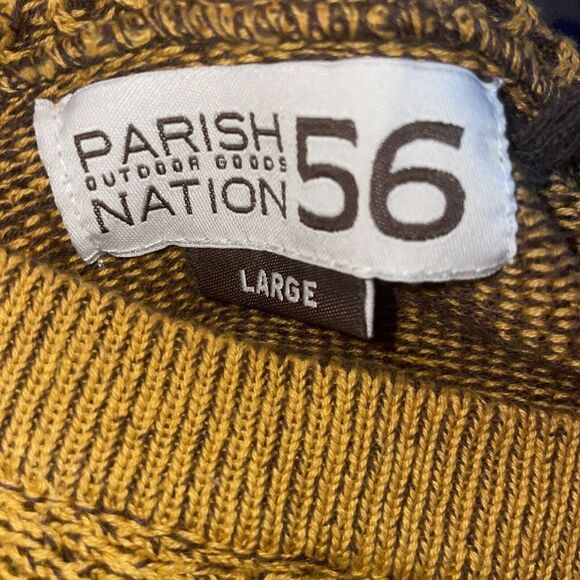 PARISH
OUTDOOR GOODS
NATION
56
LARGE